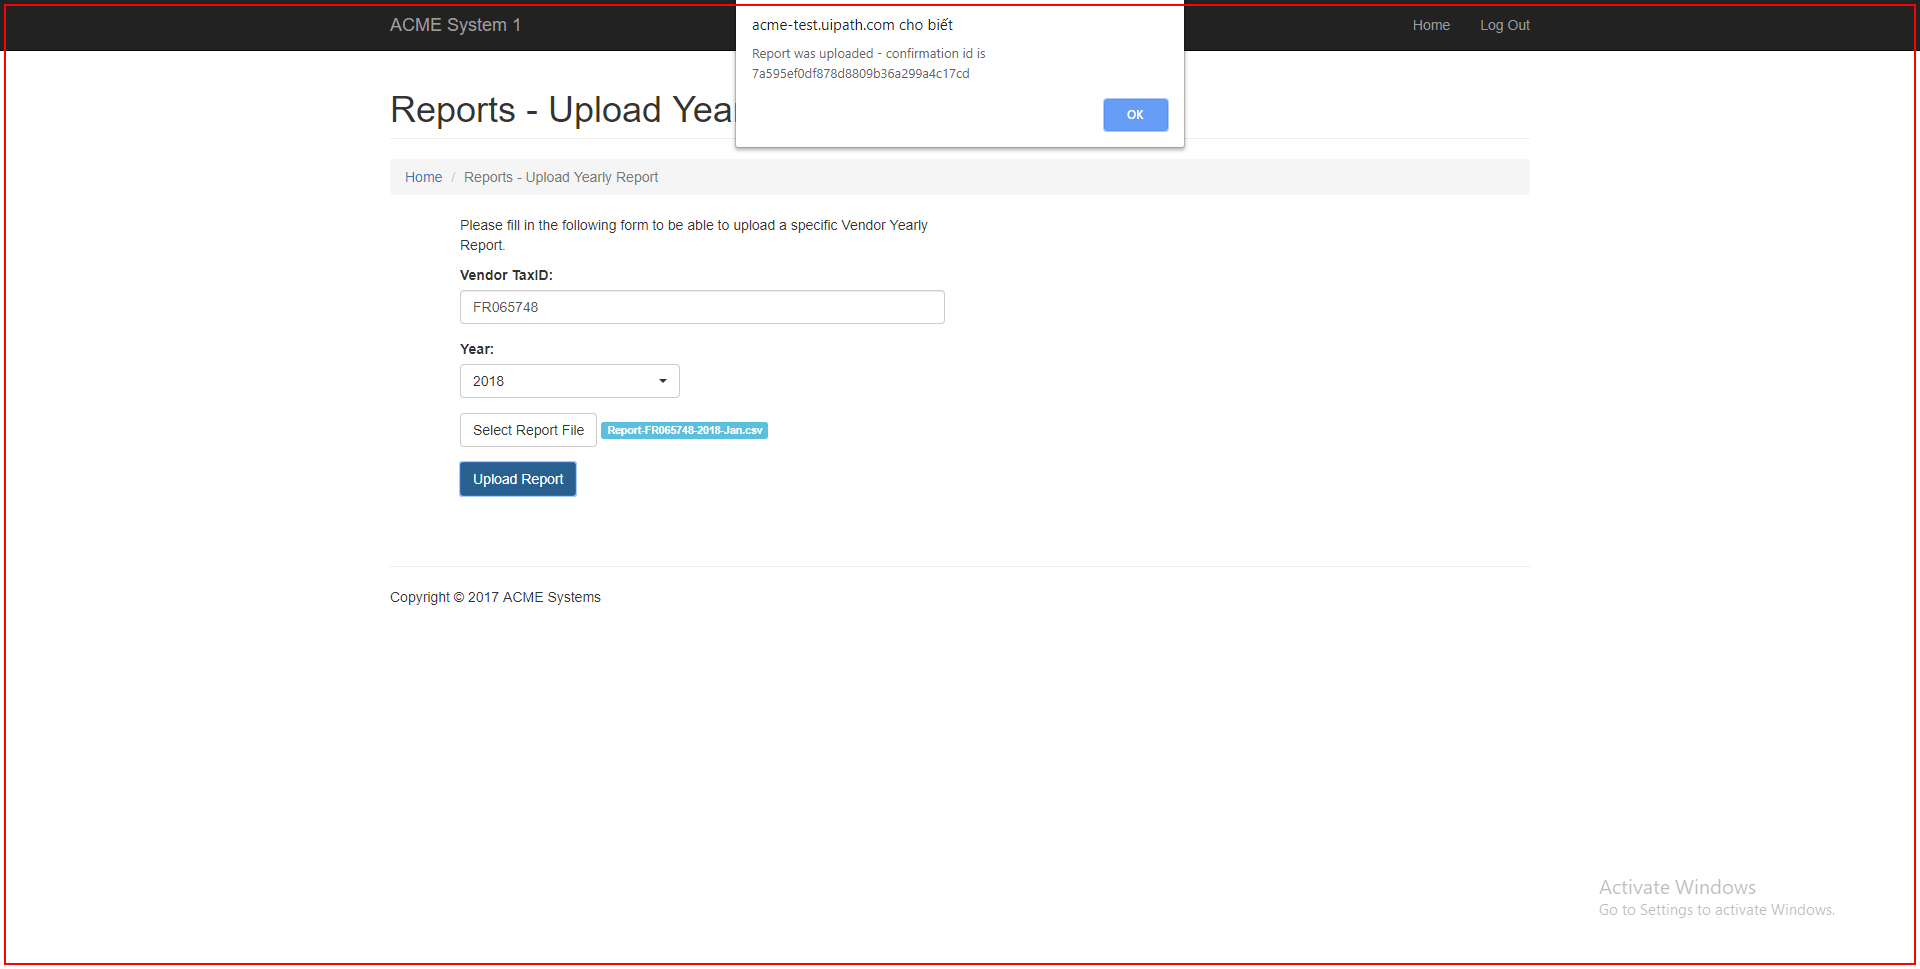 ACME System 1
Home
Log Out
acme-test.uipath.com cho biết
Report was uploaded - confirmation id is
7a595ef0df878d8809b36a299a4c17cd
OK
Reports - Upload Year
Home / Reports - Upload Yearly Report
Please fill in the following form to be able to upload a specific Vendor Yearly
Report.
Vendor TaxID:
FR065748
Year:
2018
Select Report File Report-FR065748-2018-Jan.csv
Upload Report
Copyright © 2017 ACME Systems
Activate Windows
Go to Settings to activate Windows.